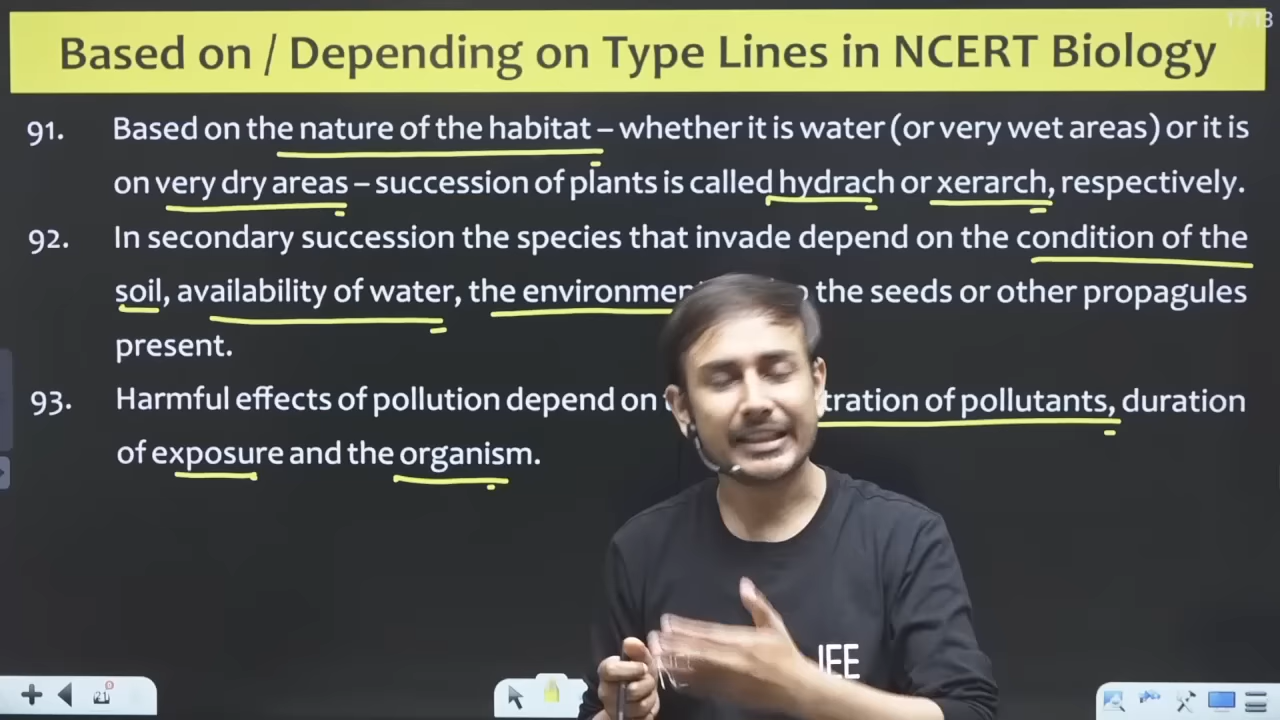 17 13
Based on / Depending on Type Lines in NCERT Biology
91. Based on the nature of the habitat – whether it is water (or very wet areas) or it is
on very dry areas – succession of plants is called hydrach or xerarch, respectively.
92. In secondary succession the species that invade depend on the condition of the
soil, availability of water, the environmen the seeds or other propagules
present.
93. Harmful effects of pollution depend on tration of pollutants, duration
of exposure and the organism.
JEE